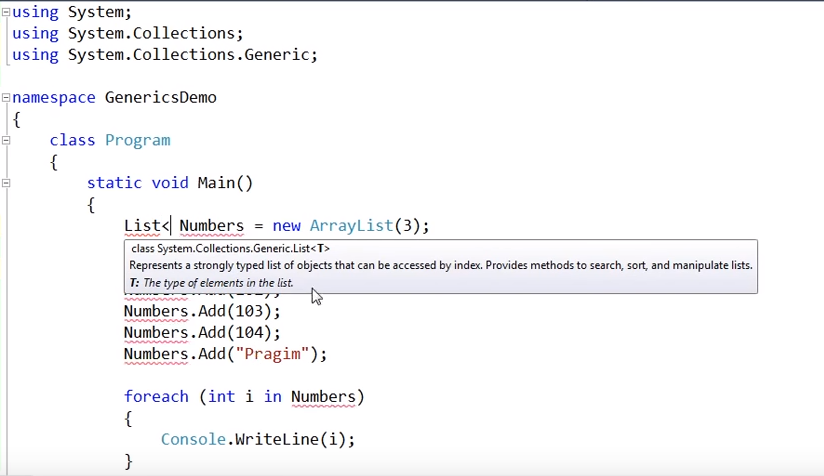 using System;
using System.Collections;
using System.Collections.Generic;
namespace GenericsDemo
{
class Program
{
static void Main()
{
List< Numbers = new ArrayList(3);
class System.Collections.Generic.List<T>
Represents a strongly typed list of objects that can be accessed by index. Provides methods to search, sort, and manipulate lists.
T: The type of elements in the list.
Numbers.Add(103);
Numbers.Add(104);
Numbers.Add("Pragim");
foreach (int i in Numbers)
{
Console.WriteLine(i);
}